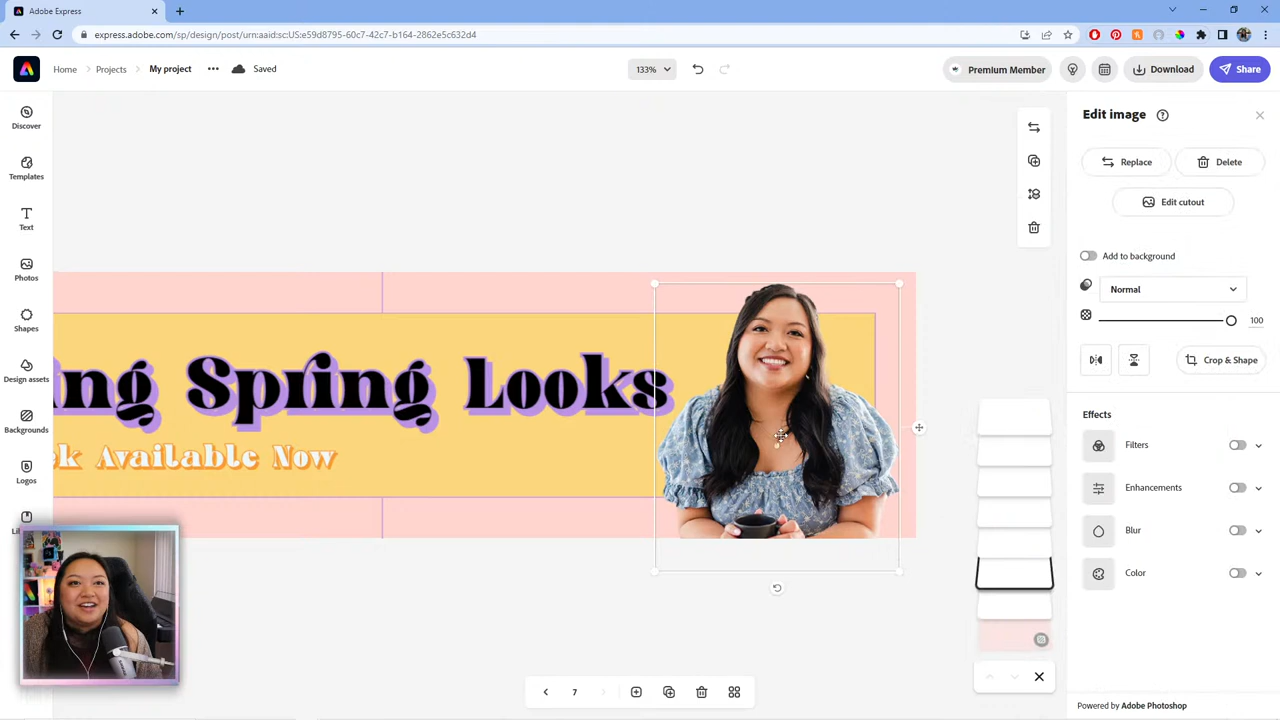 Adobe Express
express.adobe.com/sp/design/post/urn:aaid:sc:US:e59d8795-60c7-42c7-b164-2862e5c632d4
Home
Projects
My project
Saved
133%
Premium Member
Download
Share
Discover
Templates
Text
Photos
Shapes
Design assets
Backgrounds
Logos
ing Spring Looks
k Available Now
Edit image
Replace
Delete
Edit cutout
Add to background
Normal
100
Crop & Shape
Effects
Filters
Enhancements
Blur
Color
7
Powered by Adobe Photoshop